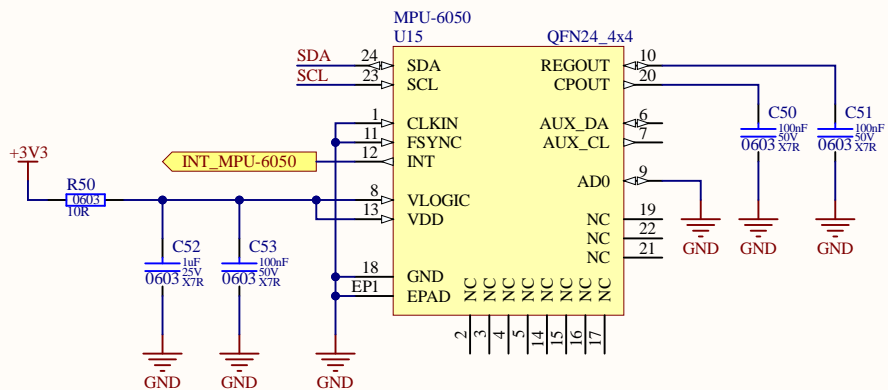 MPU-6050
U15 QFN24_4x4
SDA 24 SDA REGOUT 10
SCL 23 SCL CPOUT 20
1 CLKIN AUX_DA 6
11 FSYNC AUX_CL 7
INT_MPU-6050 12 INT
AD0 9
8 VLOGIC NC 19
13 VDD NC 22
NC 21
18 GND
EP1 EPAD
NC NC NC NC NC NC NC NC
2 3 4 5 14 15 16 17
+3V3
R50
0603
10R
C52
1uF
25V
0603 X7R
C53
100nF
50V
0603 X7R
C50
100nF
50V
0603 X7R
C51
100nF
50V
0603 X7R
GND GND GND
GND GND GND